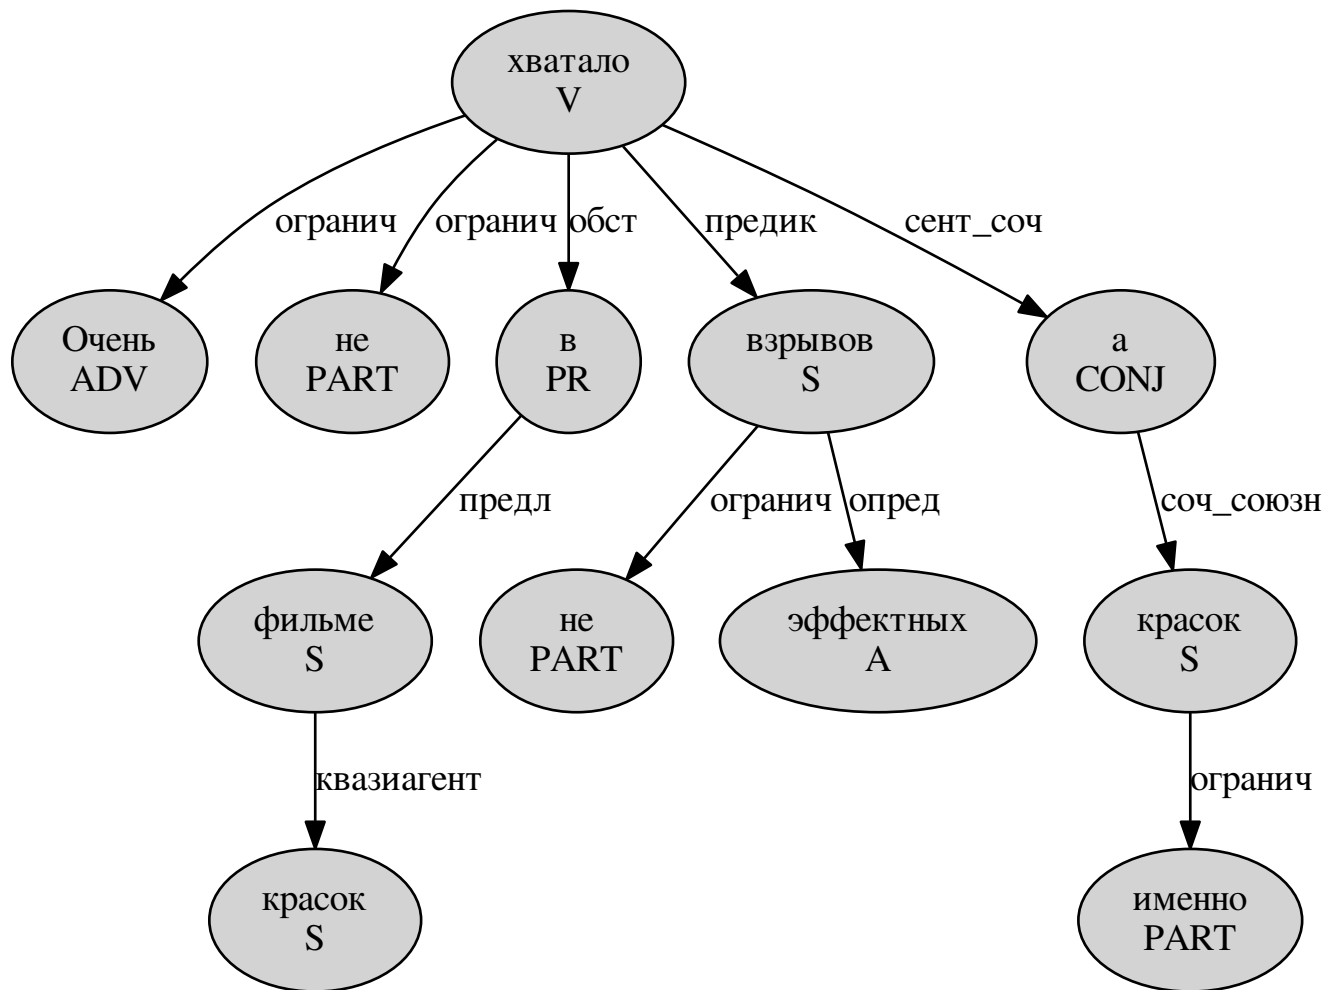 хватало
V
огранич
огранич
обст
предик
сент_соч
Очень
ADV
не
PART
в
PR
взрывов
S
а
CONJ
предл
огранич
опред
соч_союзн
фильме
S
не
PART
эффектных
A
красок
S
квазиагент
огранич
красок
S
именно
PART